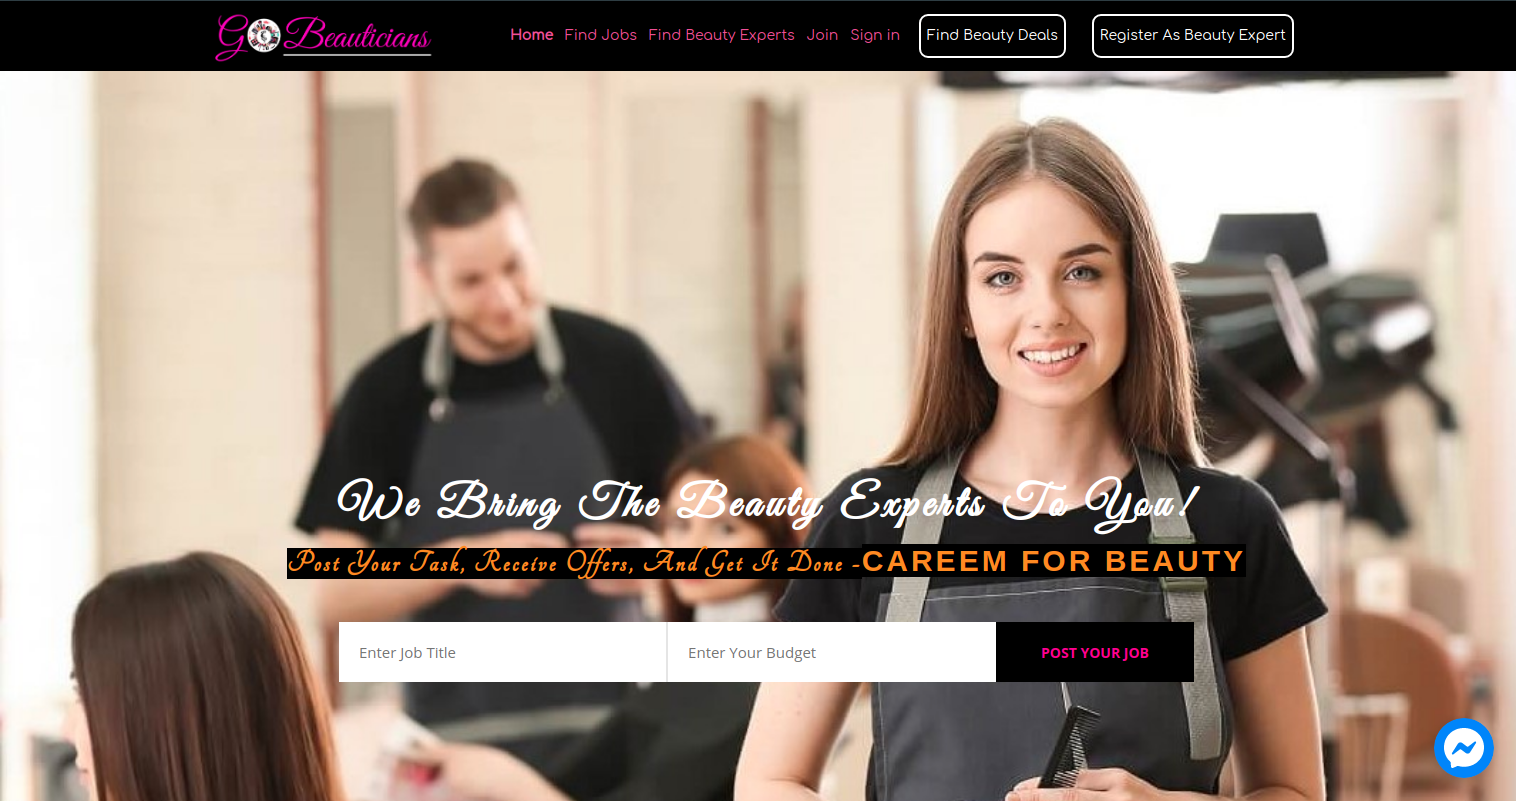 GO Beauticians
Home Find Jobs Find Beauty Experts Join Sign in Find Beauty Deals Register As Beauty Expert
We Bring The Beauty Experts To You!
Post Your Task, Receive Offers, And Get It Done -CAREEM FOR BEAUTY
Enter Job Title Enter Your Budget POST YOUR JOB